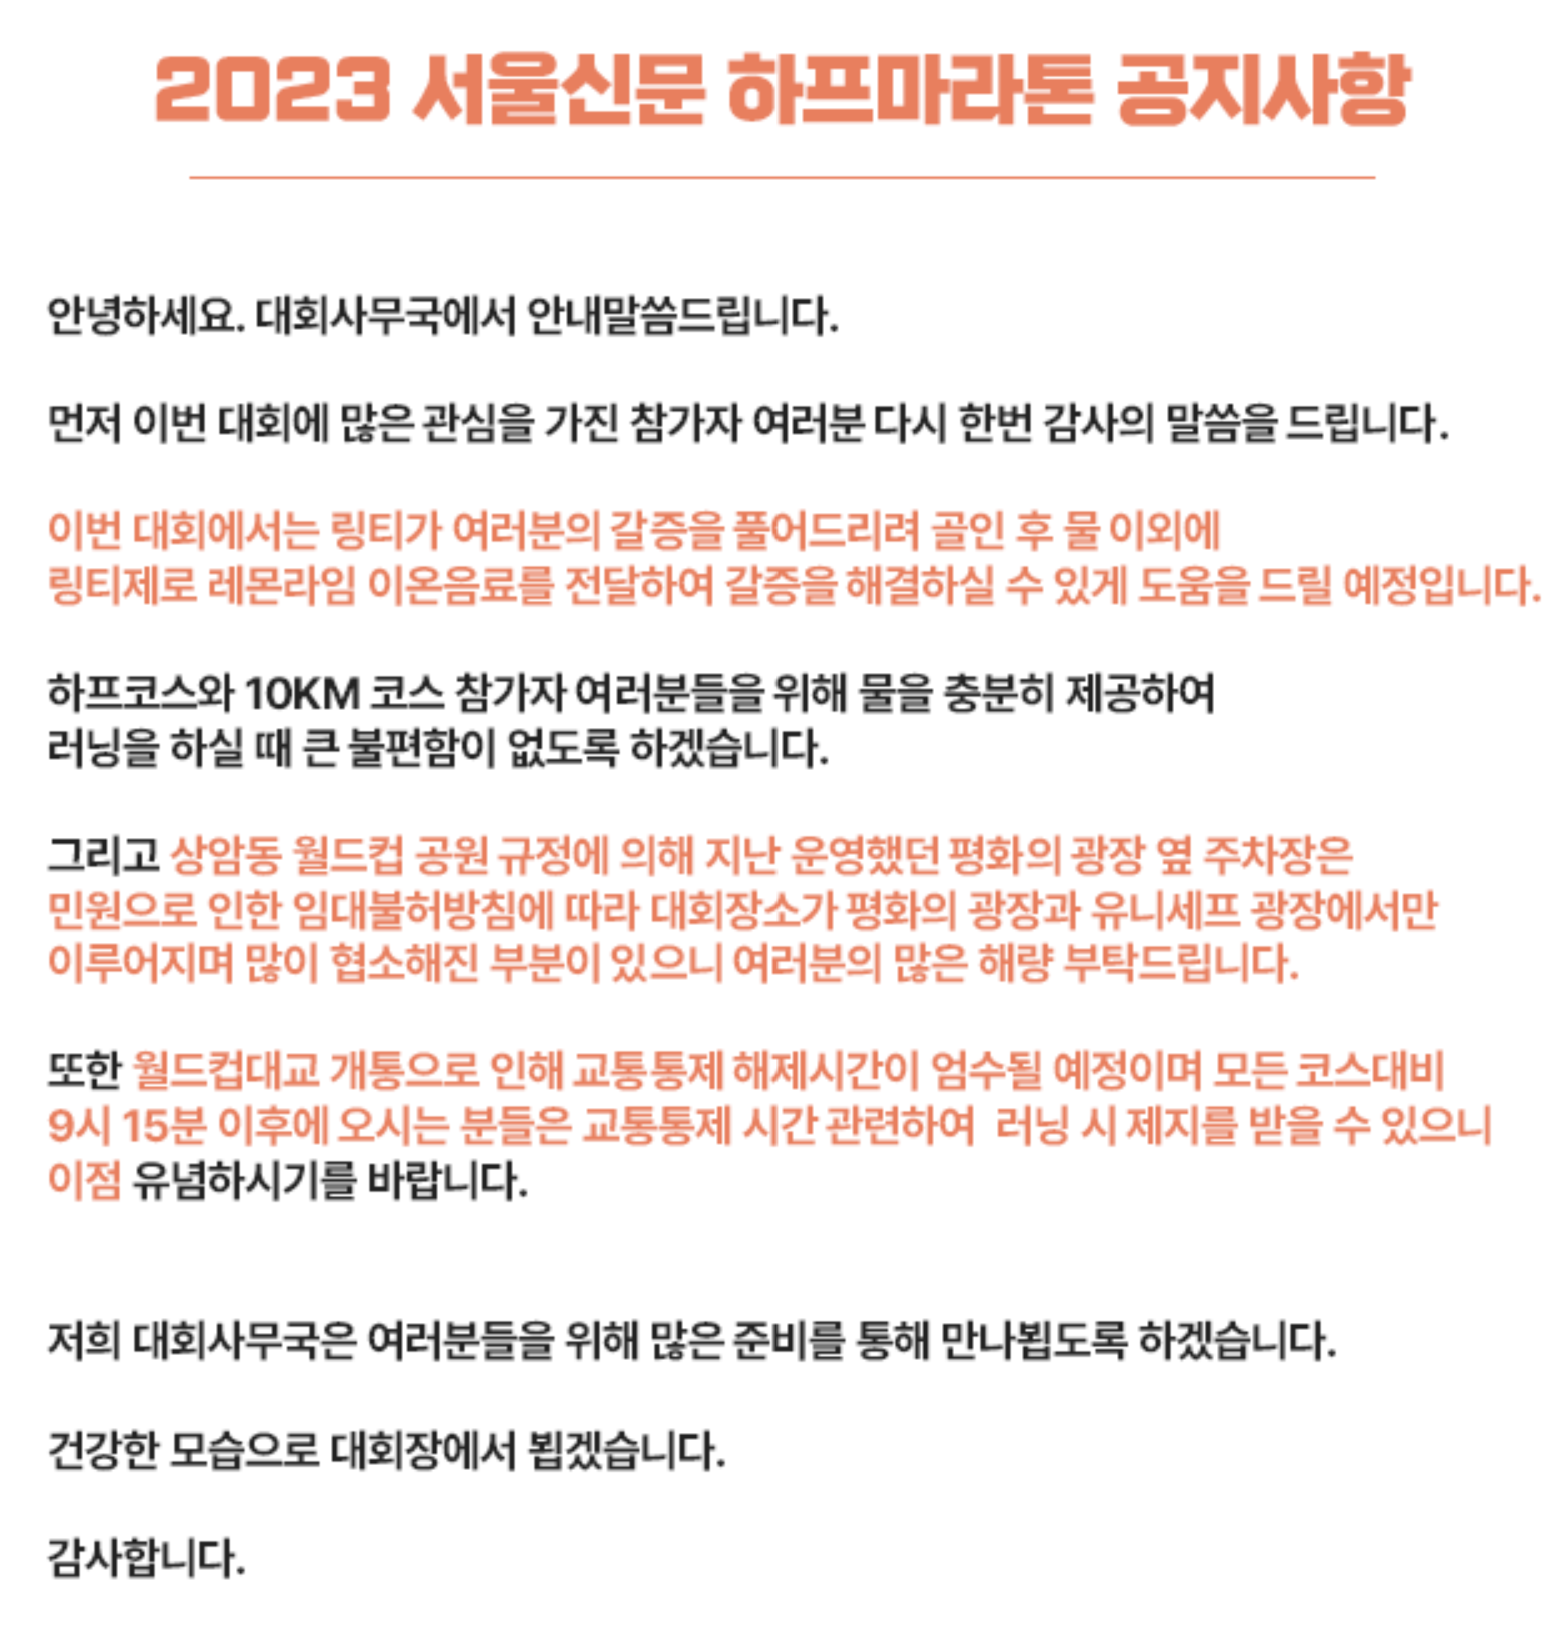 2023 서울신문 하프마라톤 공지사항
안녕하세요. 대회사무국에서 안내말씀드립니다.
먼저 이번 대회에 많은 관심을 가진 참가자 여러분 다시 한번 감사의 말씀을 드립니다.
이번 대회에서는 링티가 여러분의 갈증을 풀어드리려 골인 후 물 이외에
링티제로 레몬라임 이온음료를 전달하여 갈증을 해결하실 수 있게 도움을 드릴 예정입니다.
하프코스와 10KM 코스 참가자 여러분들을 위해 물을 충분히 제공하여
러닝을 하실 때 큰 불편함이 없도록 하겠습니다.
그리고 상암동 월드컵 공원 규정에 의해 지난 운영했던 평화의 광장 옆 주차장은
민원으로 인한 임대불허방침에 따라 대회장소가 평화의 광장과 유니세프 광장에서만
이루어지며 많이 협소해진 부분이 있으니 여러분의 많은 해량 부탁드립니다.
또한 월드컵대교 개통으로 인해 교통통제 해제시간이 엄수될 예정이며 모든 코스대비
9시 15분 이후에 오시는 분들은 교통통제 시간 관련하여  러닝 시 제지를 받을 수 있으니
이점 유념하시기를 바랍니다.
저희 대회사무국은 여러분들을 위해 많은 준비를 통해 만나뵙도록 하겠습니다.
건강한 모습으로 대회장에서 뵙겠습니다.
감사합니다.